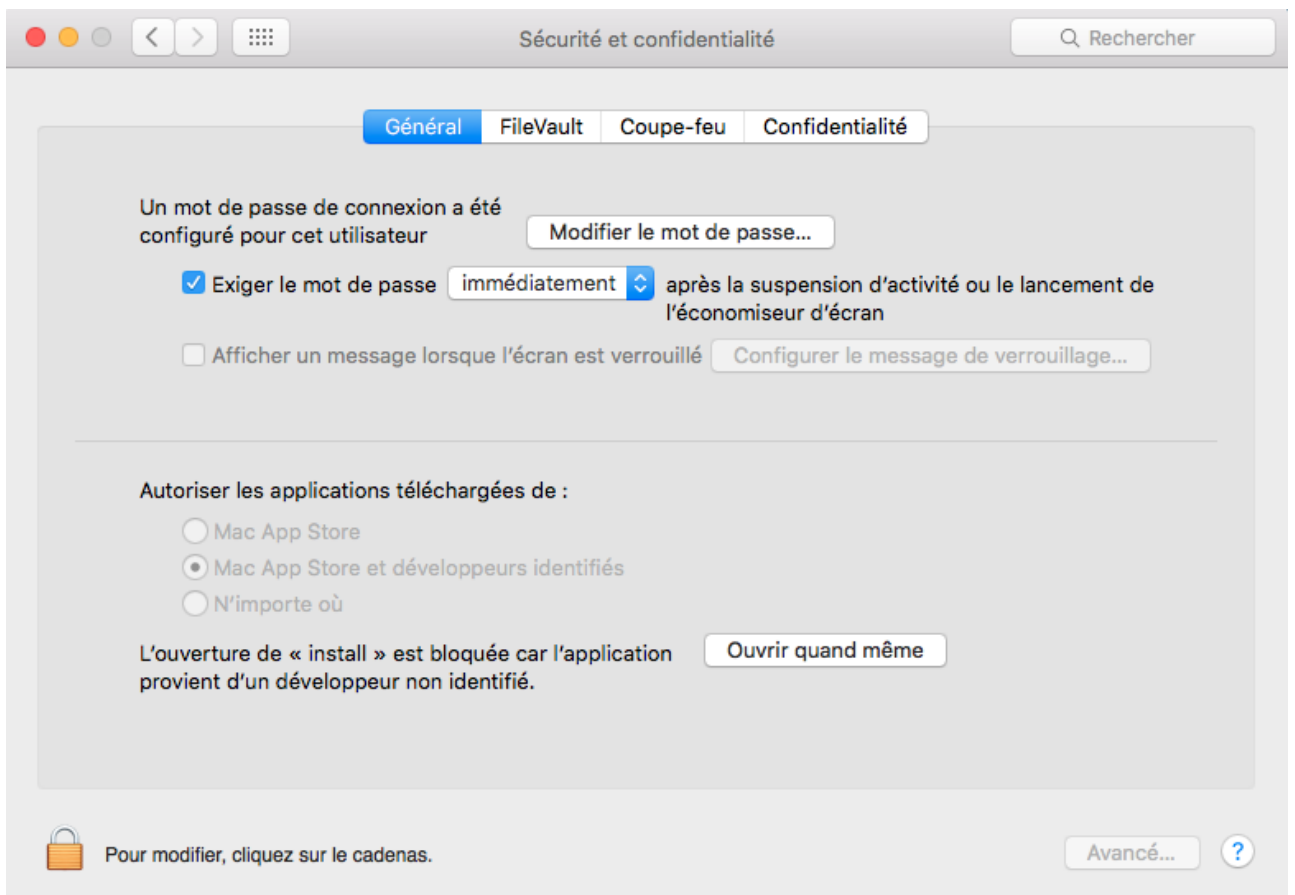 Sécurité et confidentialité
Rechercher
Général FileVault Coupe-feu Confidentialité
Un mot de passe de connexion a été
configuré pour cet utilisateur
Modifier le mot de passe...
Exiger le mot de passe immédiatement après la suspension d'activité ou le lancement de
l'économiseur d'écran
Afficher un message lorsque l'écran est verrouillé Configurer le message de verrouillage...
Autoriser les applications téléchargées de :
Mac App Store
Mac App Store et développeurs identifiés
N'importe où
L'ouverture de « install » est bloquée car l'application
provient d'un développeur non identifié.
Ouvrir quand même
Pour modifier, cliquez sur le cadenas.
Avancé... ?